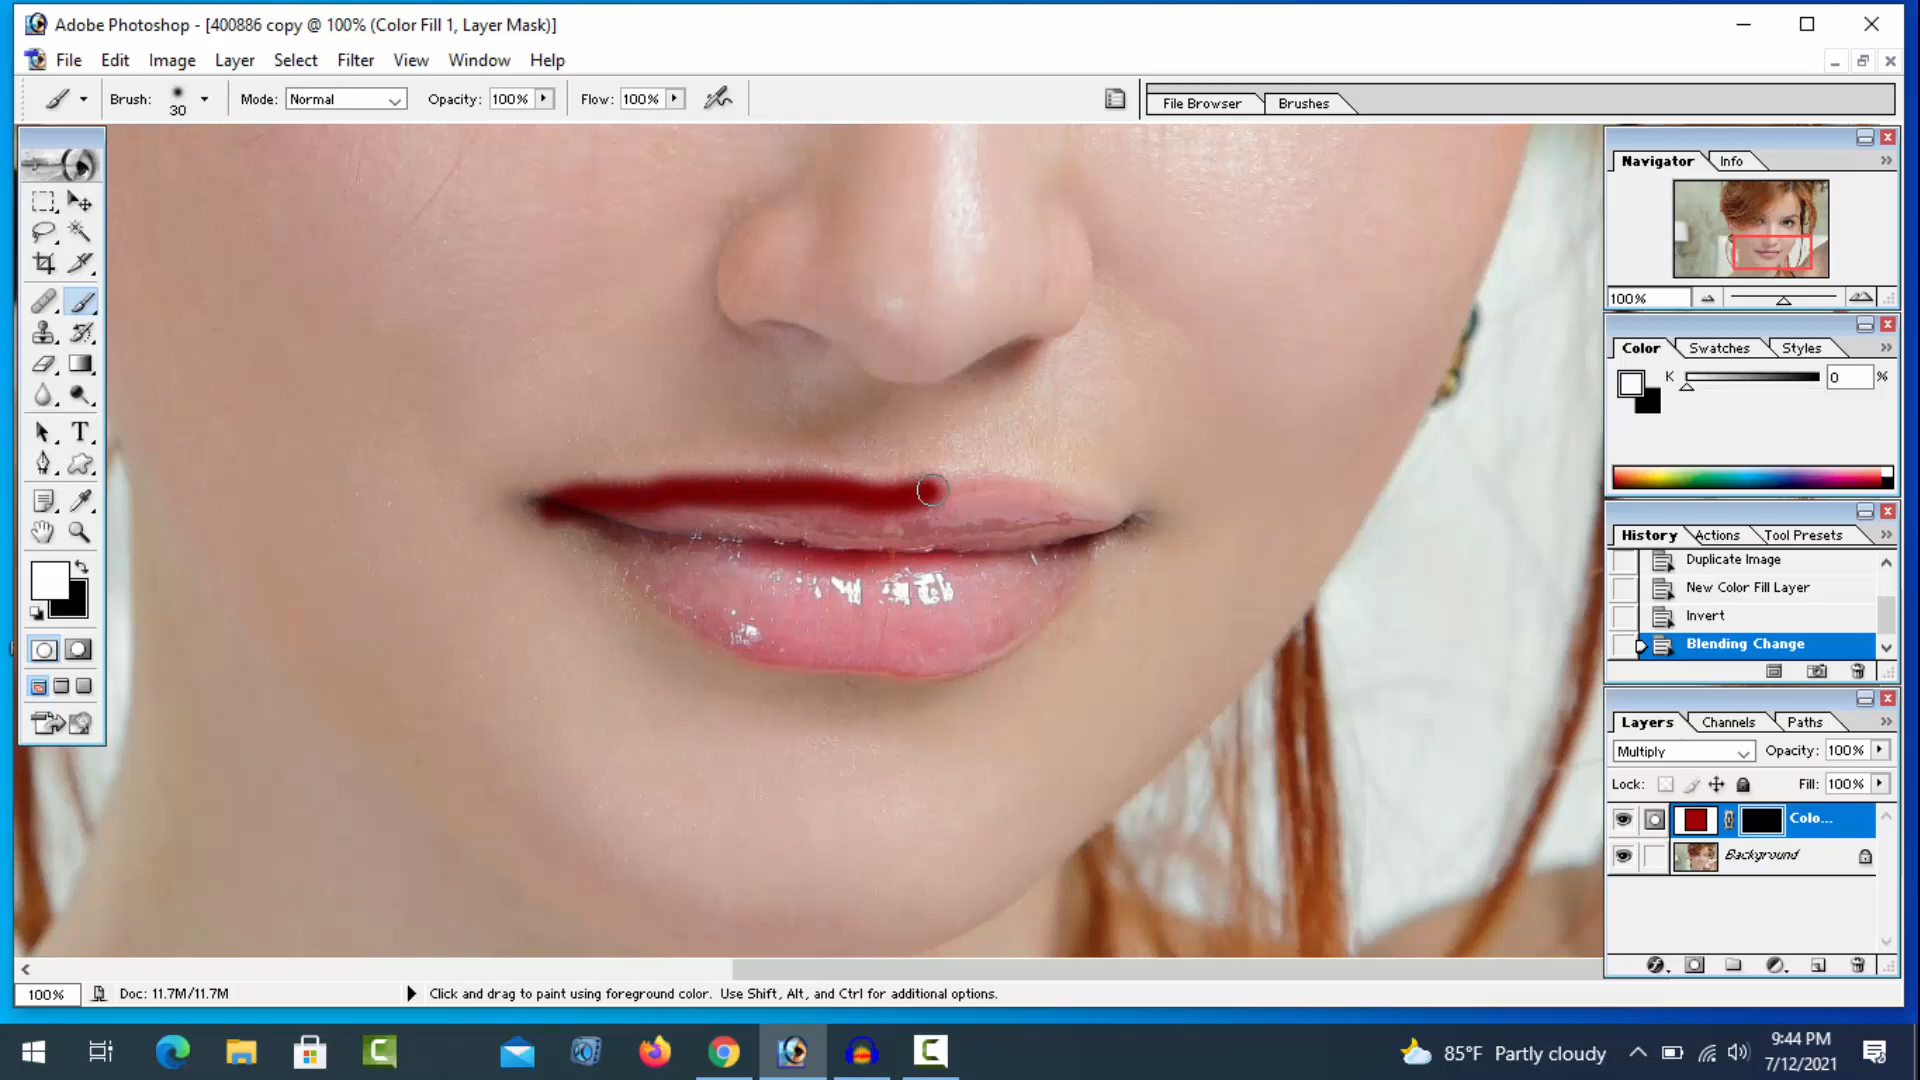 Adobe Photoshop - [400886 copy @ 100% (Color Fill 1, Layer Mask)]
File Edit Image Layer Select Filter View Window Help
Brush: 30 Mode: Normal Opacity: 100% Flow: 100% File Browser Brushes
Navigator Info
100%
Color Swatches Styles
K 0 %
History Actions Tool Presets
Duplicate Image
New Color Fill Layer
Invert
Blending Change
Layers Channels Paths
Multiply Opacity: 100%
Lock: Fill: 100%
Colo...
Background
100% Doc: 11.7M/11.7M Click and drag to paint using foreground color. Use Shift, Alt, and Ctrl for additional options.
85°F Partly cloudy 9:44 PM
7/12/2021